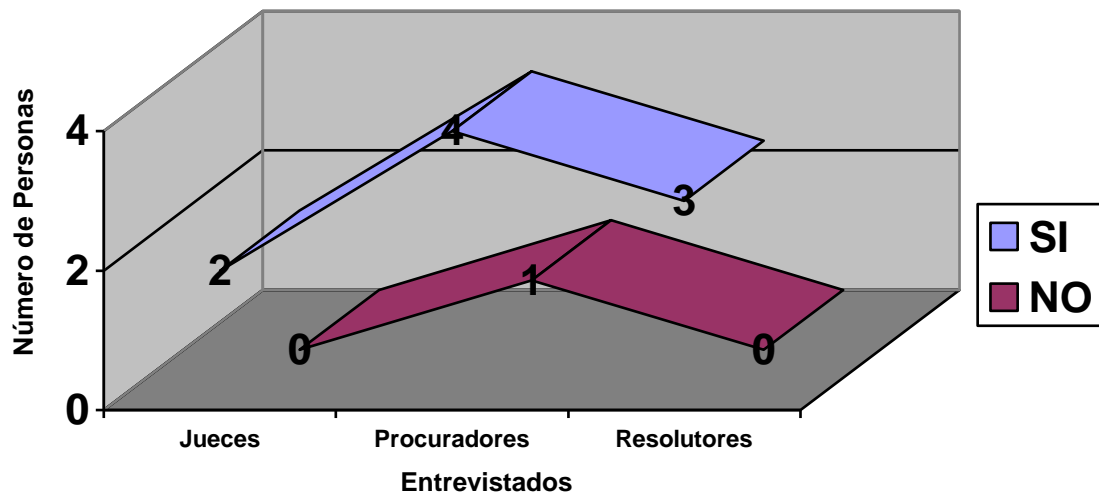 Número de Personas
4
2
0
4
3
2
1
0
0
Jueces
Procuradores
Resolutores
Entrevistados
SI
NO